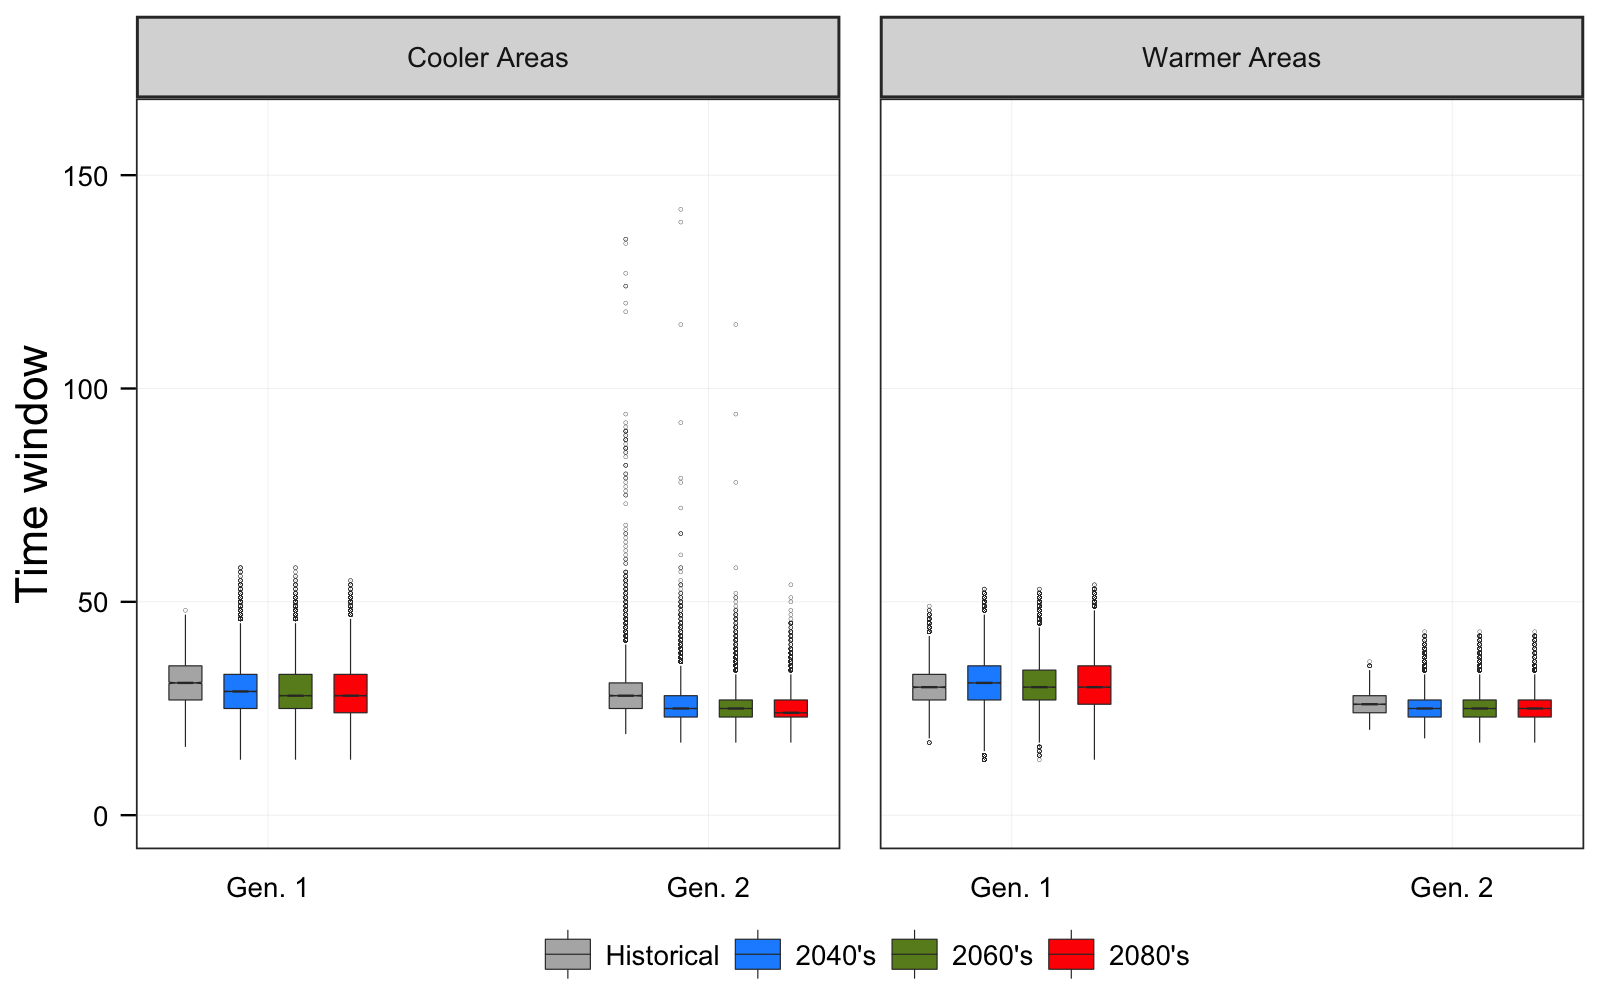 Cooler Areas
Warmer Areas
Time window
150
100
50
0
Gen. 1
Gen. 2
Gen. 1
Gen. 2
Historical 2040's 2060's 2080's